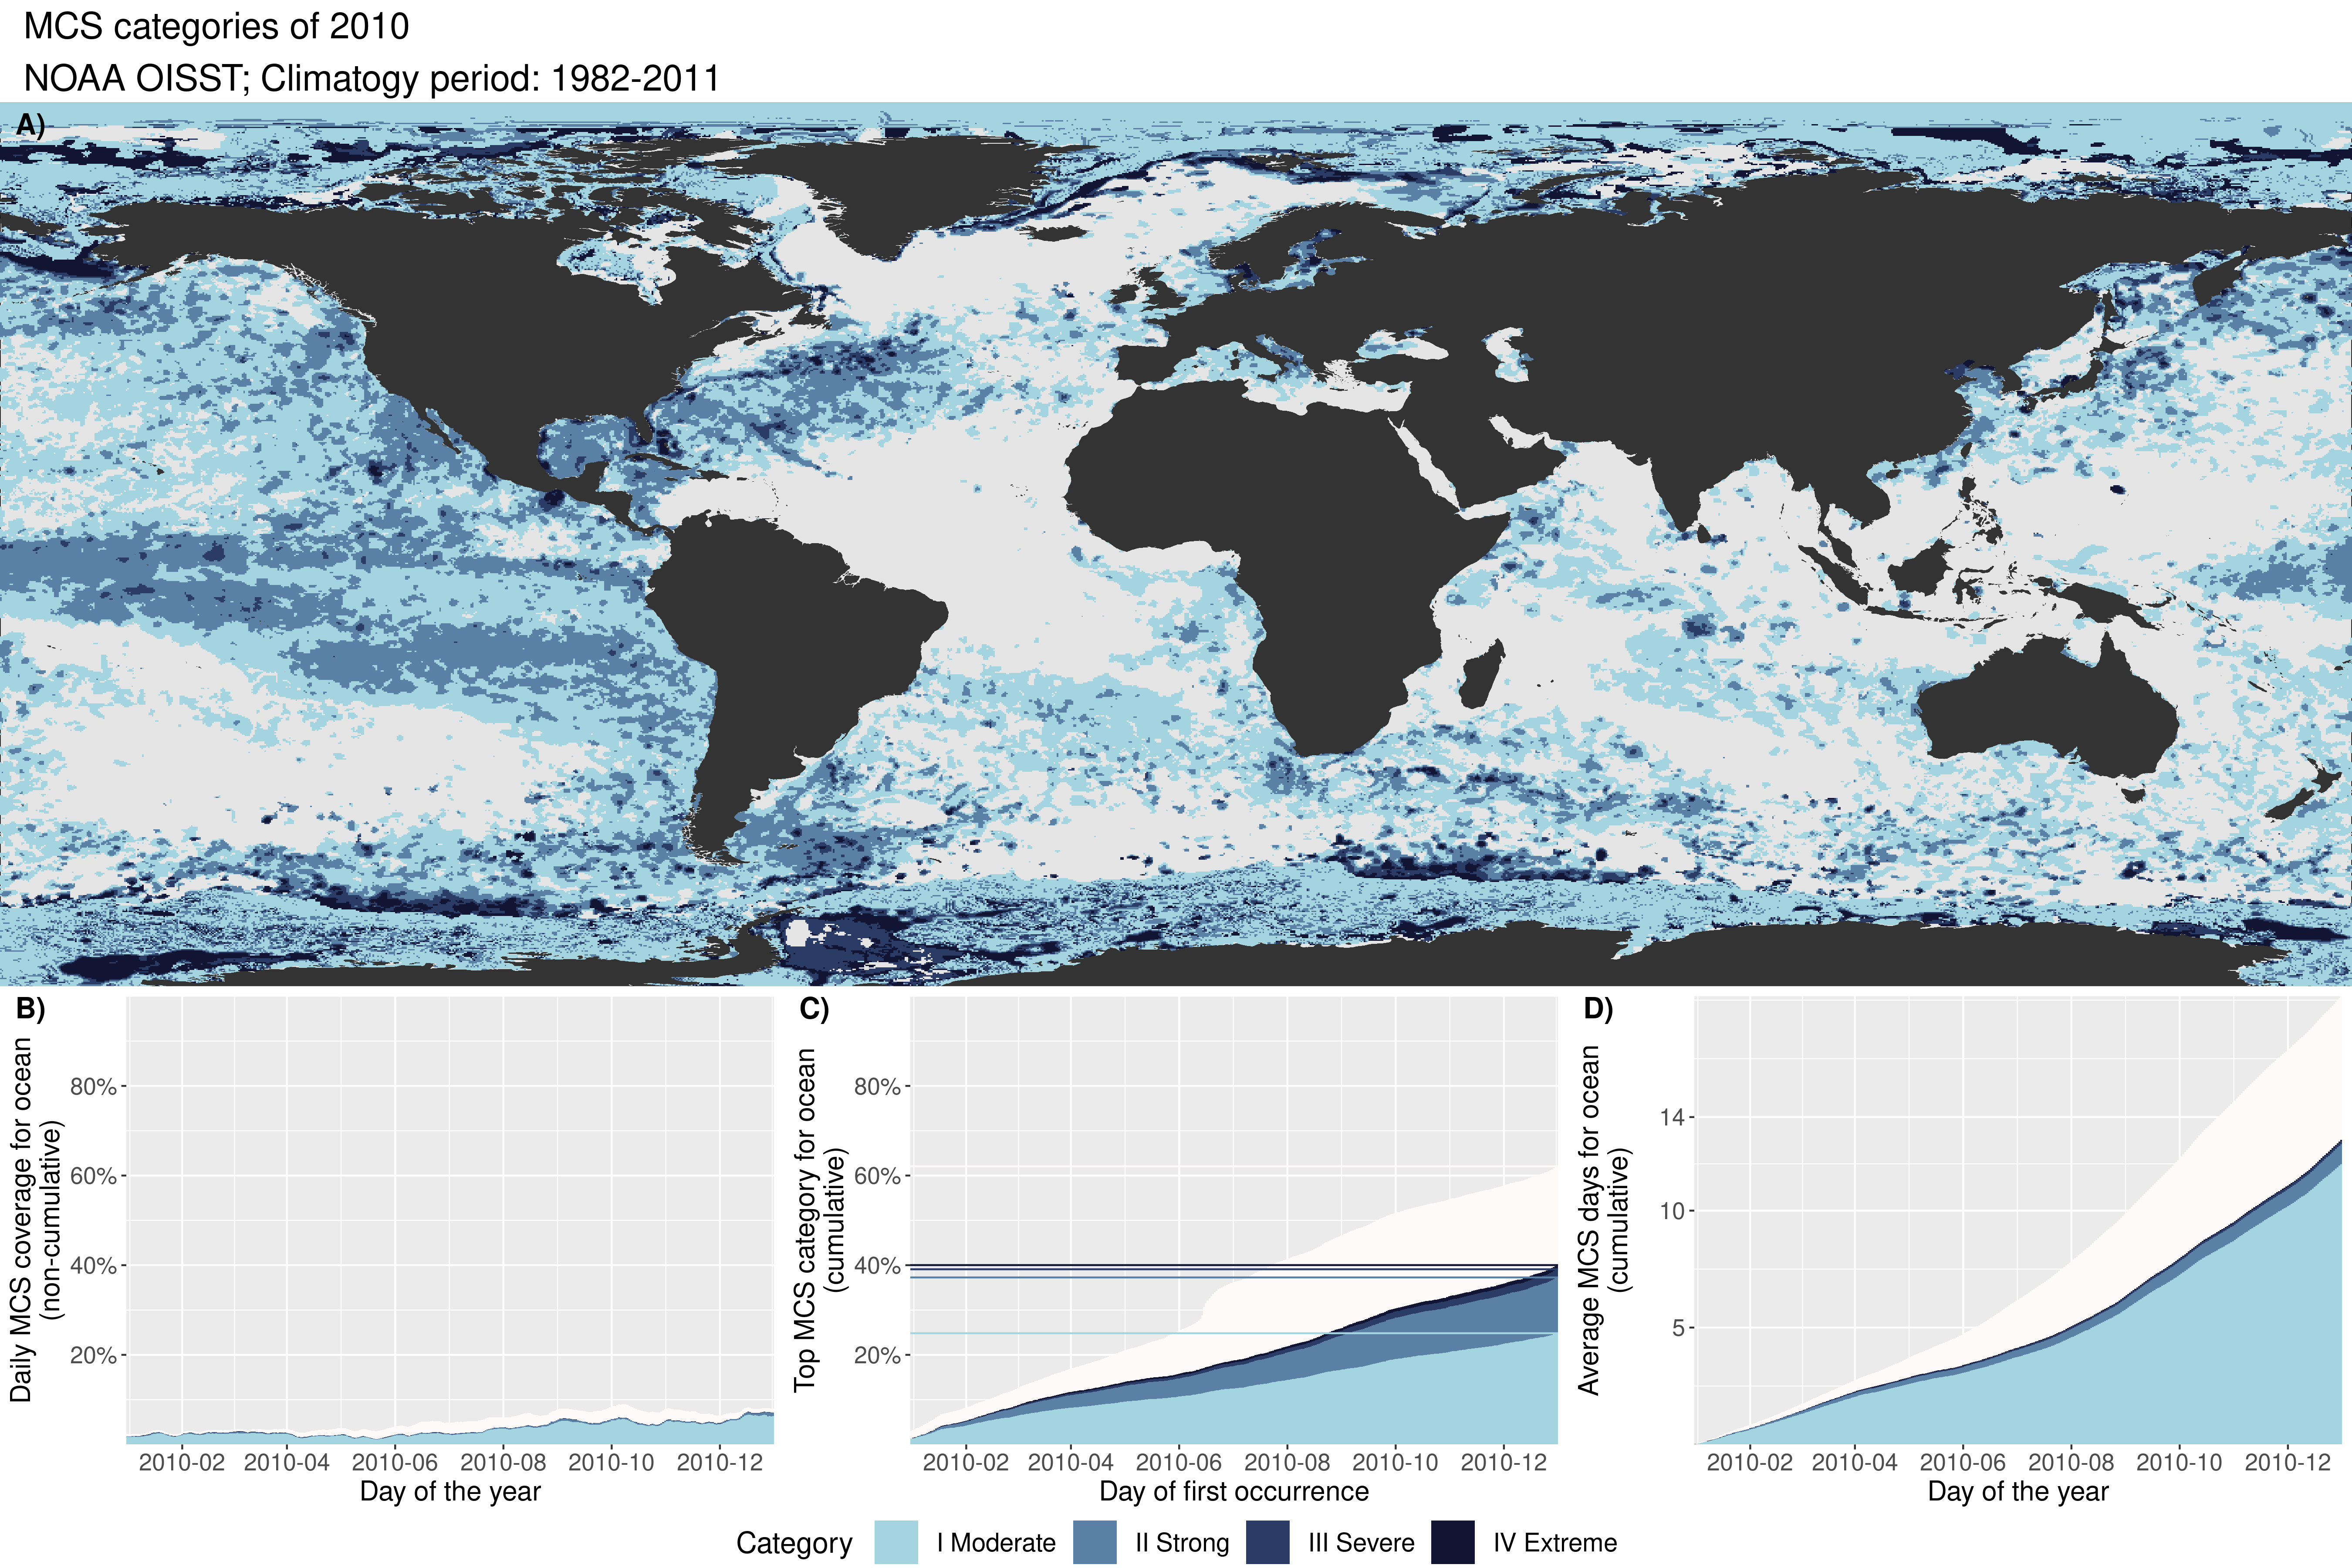 MCS categories of 2010
NOAA OISST; Climatogy period: 1982-2011
A)
B)
Daily MCS coverage for ocean
(non-cumulative)
80%
60%
40%
20%
2010-02 2010-04 2010-06 2010-08 2010-10 2010-12
Day of the year
C)
Top MCS category for ocean
(cumulative)
80%
60%
40%
20%
2010-02 2010-04 2010-06 2010-08 2010-10 2010-12
Day of first occurrence
D)
Average MCS days for ocean
(cumulative)
14
10
5
2010-02 2010-04 2010-06 2010-08 2010-10 2010-12
Day of the year
Category I Moderate II Strong III Severe IV Extreme